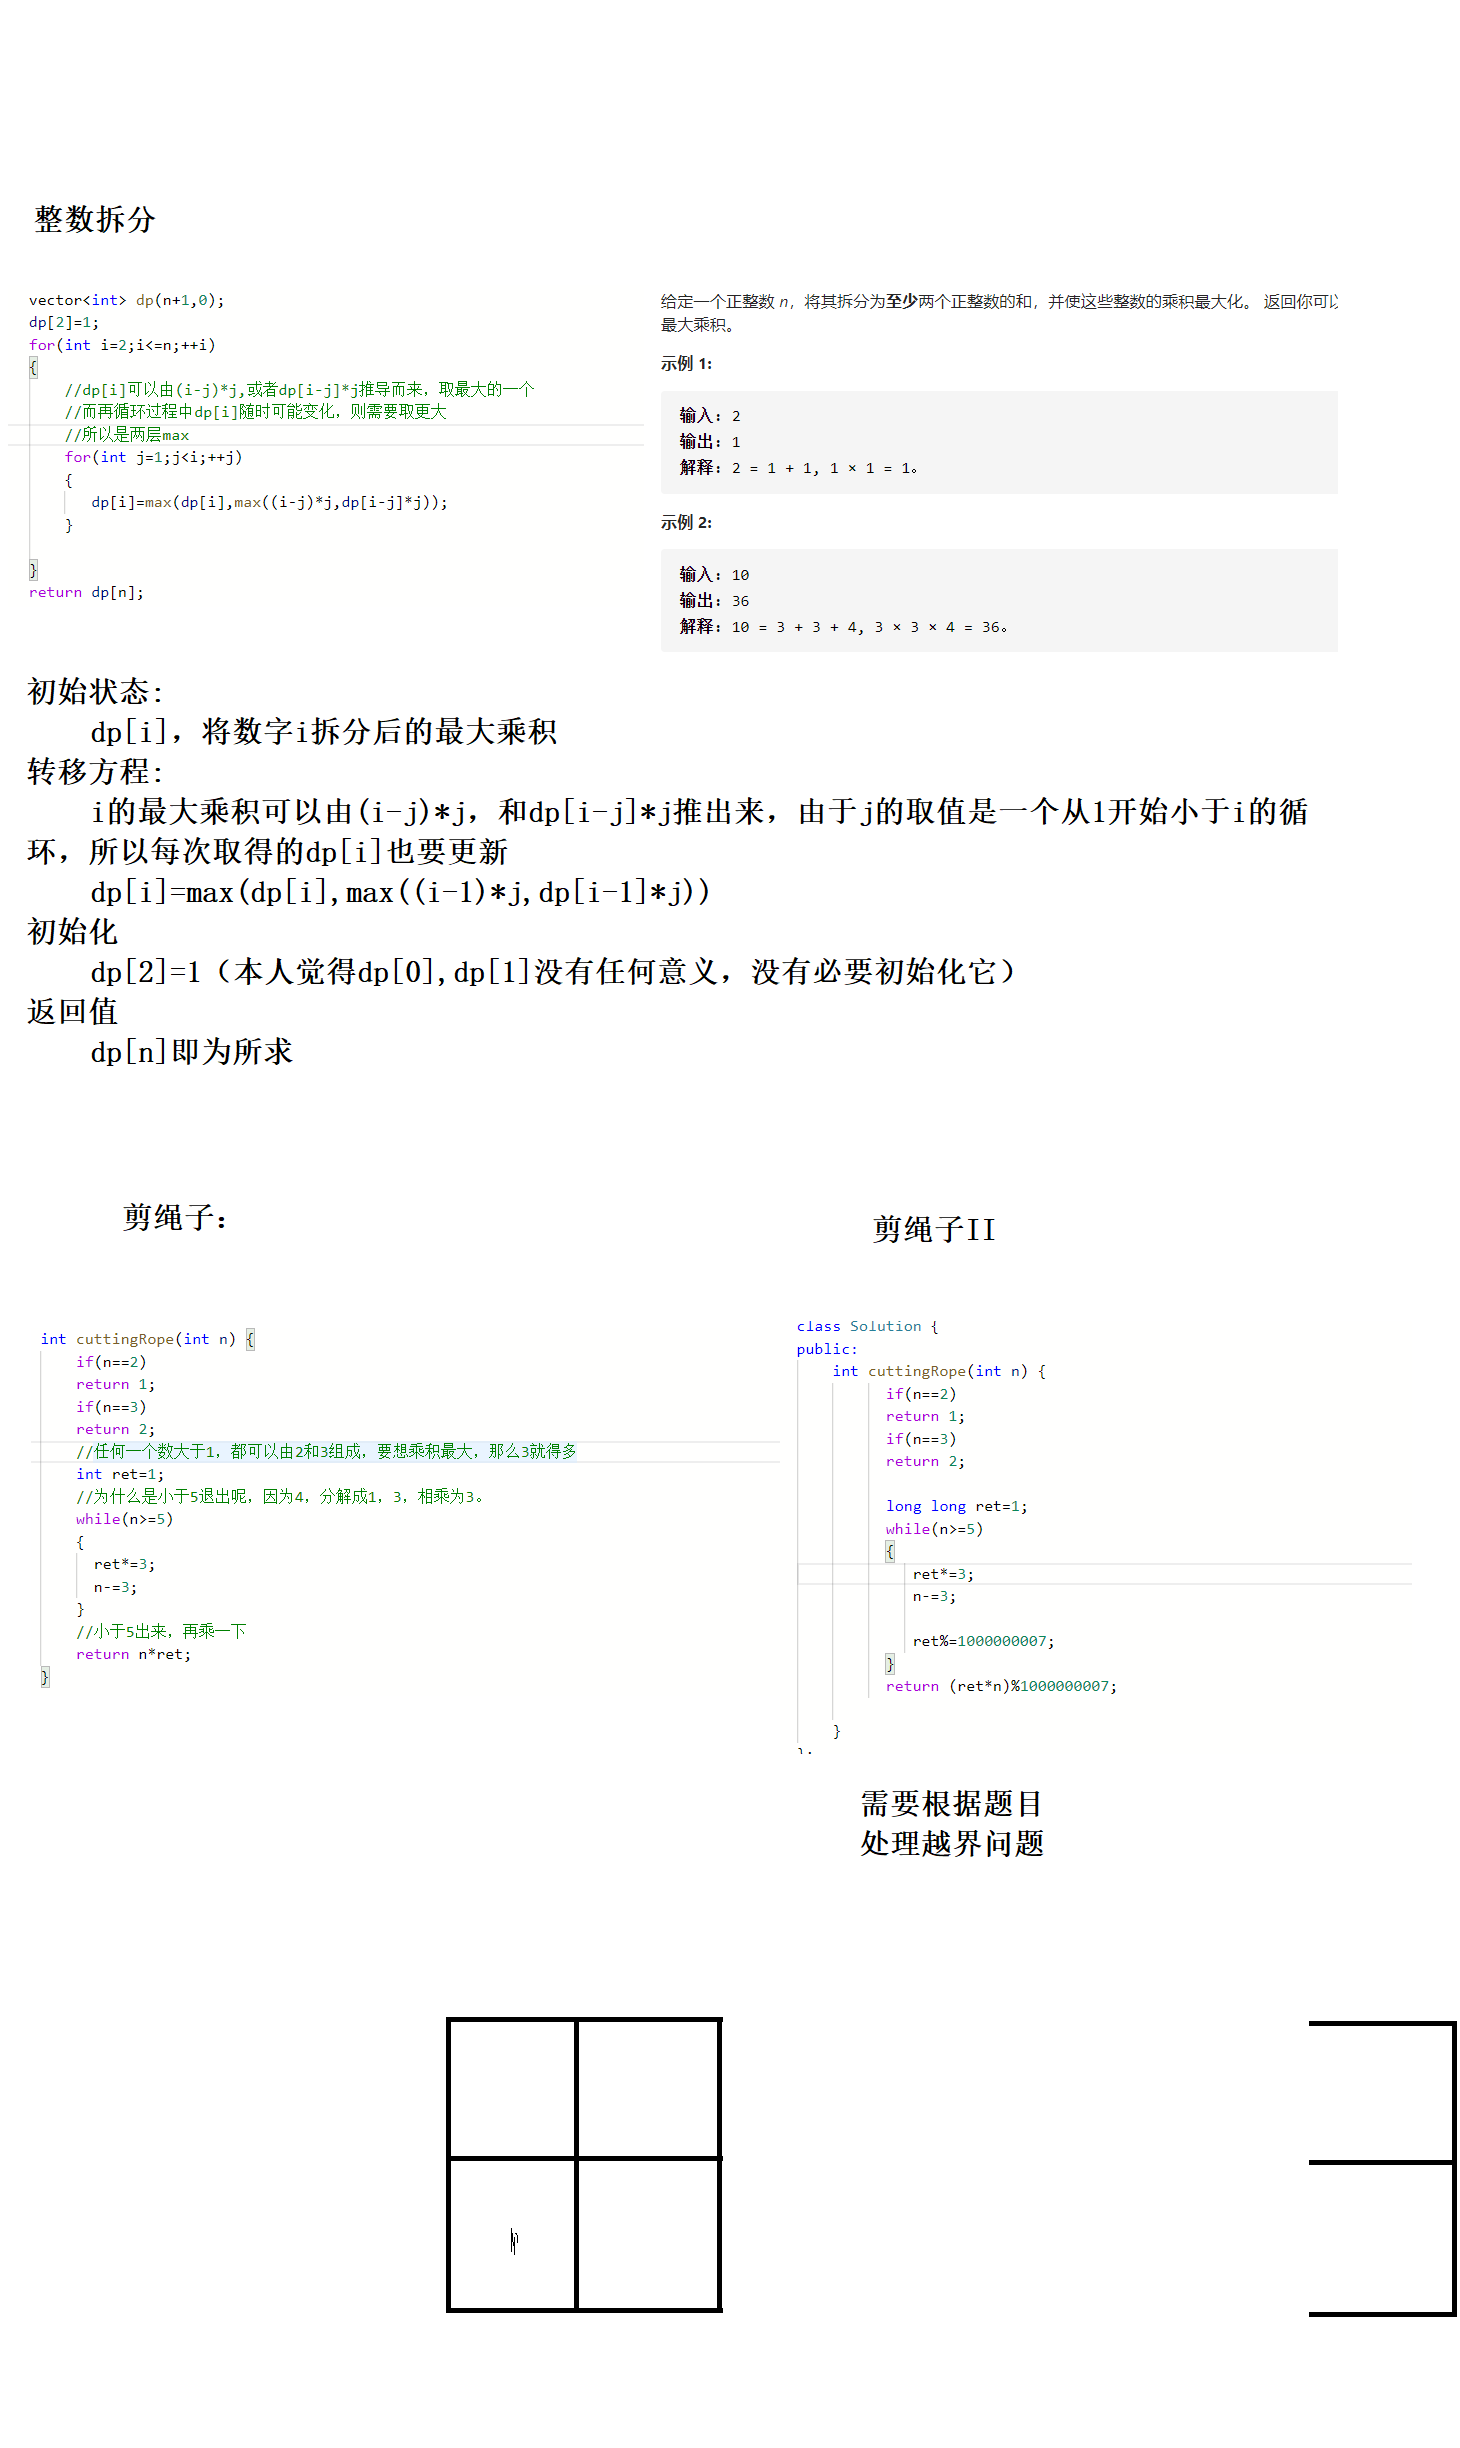 整数拆分
vector<int> dp(n+1,0);
dp[2]=1;
for(int i=2;i<=n;++i)
{
//dp[i]可以由(i-j)*j,或者dp[i-j]*j推导而来，取最大的一个
//而再循环过程中dp[i]随时可能变化，则需要取更大
//所以是两层max
for(int j=1;j<i;++j)
{
dp[i]=max(dp[i],max((i-j)*j,dp[i-j]*j));
}
}
return dp[n];
给定一个正整数 n，将其拆分为至少两个正整数的和，并使这些整数的乘积最大化。 返回你可以
最大乘积。
示例 1:
输入: 2
输出: 1
解释: 2 = 1 + 1, 1 × 1 = 1。
示例 2:
输入: 10
输出: 36
解释: 10 = 3 + 3 + 4, 3 × 3 × 4 = 36。
初始状态:
dp[i]，将数字i拆分后的最大乘积
转移方程:
i的最大乘积可以由(i-j)*j，和dp[i-j]*j推出来，由于j的取值是一个从1开始小于i的循
环，所以每次取得的dp[i]也要更新
dp[i]=max(dp[i],max((i-1)*j,dp[i-1]*j))
初始化
dp[2]=1（本人觉得dp[0],dp[1]没有任何意义，没有必要初始化它）
返回值
dp[n]即为所求
剪绳子：
int cuttingRope(int n) {
if(n==2)
return 1;
if(n==3)
return 2;
//任何一个数大于1，都可以由2和3组成，要想乘积最大，那么3就得多
int ret=1;
//为什么是小于5退出呢，因为4，分解成1，3，相乘为3。
while(n>=5)
{
ret*=3;
n-=3;
}
//小于5出来，再乘一下
return n*ret;
}
剪绳子II
class Solution {
public:
int cuttingRope(int n) {
if(n==2)
return 1;
if(n==3)
return 2;
long long ret=1;
while(n>=5)
{
ret*=3;
n-=3;
ret%=1000000007;
}
return (ret*n)%1000000007;
}
需要根据题目
处理越界问题